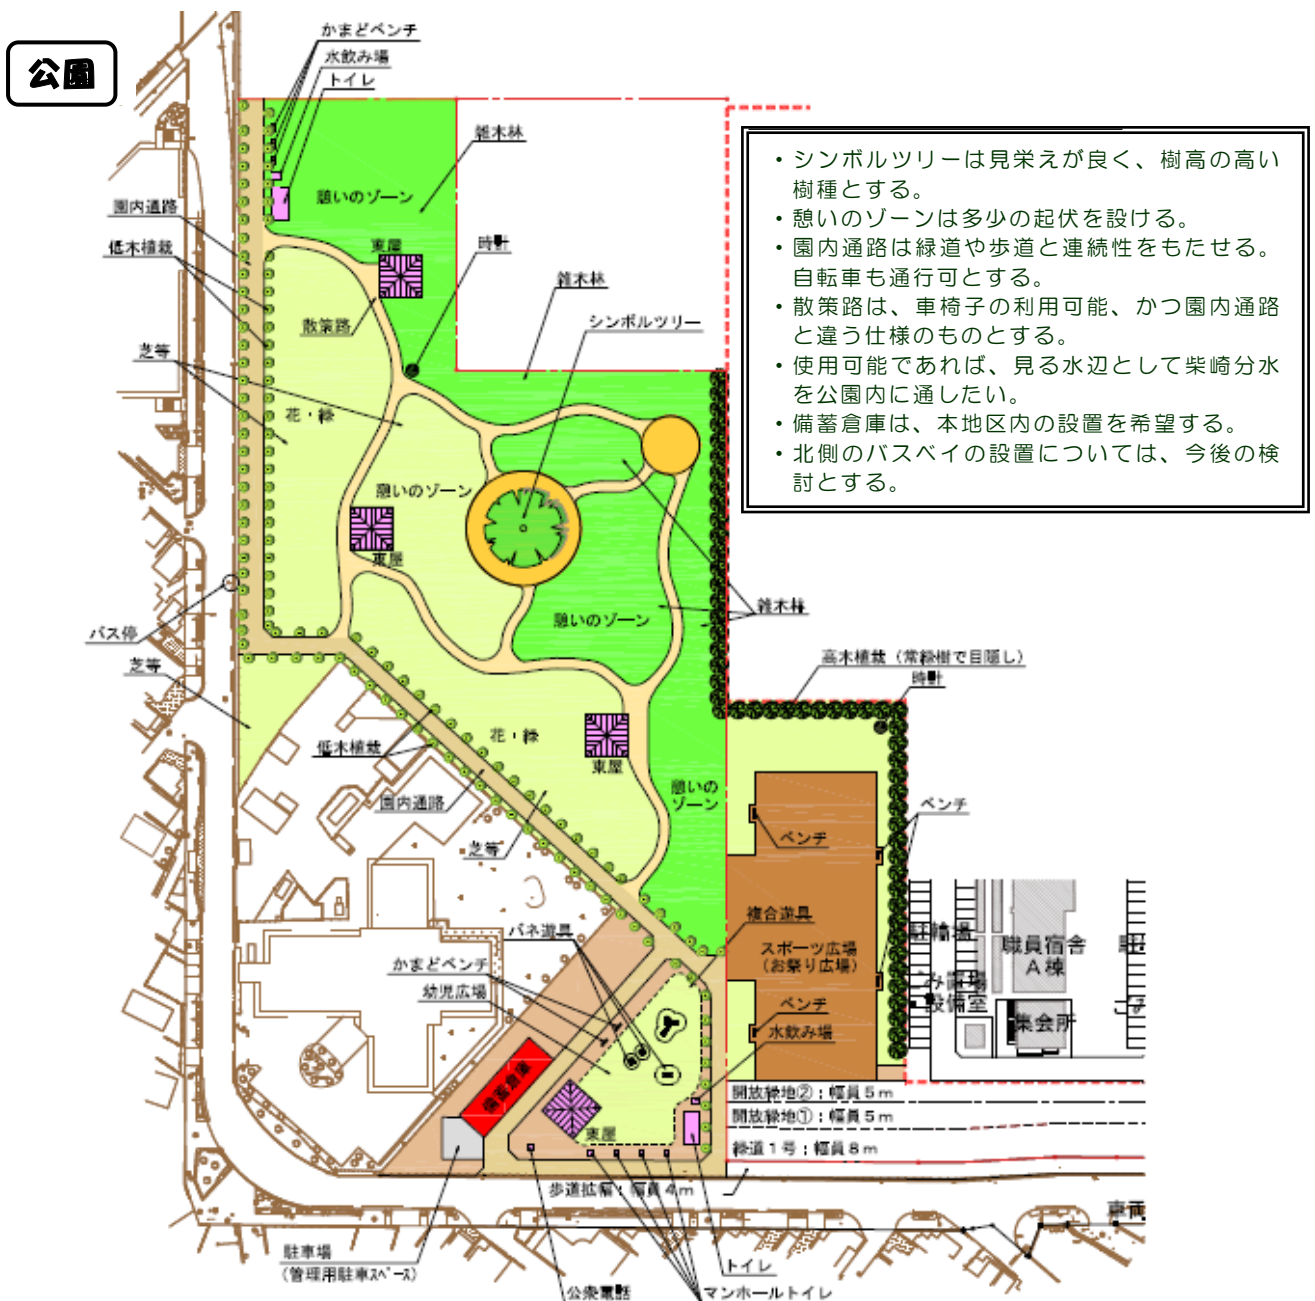 公園
かまどベンチ
水飲み場
トイレ
雑木林
憩いのゾーン
園内通路
低木植栽
東屋
時計
雑木林
散策路
シンボルツリー
芝等
花・緑
憩いのゾーン
東屋
雑木林
憩いのゾーン
バス停
芝等
・シンボルツリーは見栄えが良く、樹高の高い
樹種とする。
・憩いのゾーンは多少の起伏を設ける。
・園内通路は緑道や歩道と連続性をもたせる。
自転車も通行可とする。
・散策路は、車椅子の利用可能、かつ園内通路
と違う仕様のものとする。
・使用可能であれば、見る水辺として柴崎分水
を公園内に通したい。
・備蓄倉庫は、本地区内の設置を希望する。
・北側のバスベイの設置については、今後の検
討とする。
高木植栽（常緑樹で目隠し）
時計
低木植栽
花・緑
東屋
園内通路
憩いの
ゾーン
芝等
ベンチ
ベンチ
複合遊具
バネ遊具
スポーツ広場
（お祭り広場）
かまどベンチ
幼児広場
ベンチ
水飲み場
駐輪場
職員宿舎
A棟
ごみ置場
設備室
集会所
備蓄倉庫
東屋
開放緑地②：幅員５ｍ
開放緑地①：幅員５ｍ
緑道１号：幅員８ｍ
歩道拡幅：幅員４ｍ
車両
駐車場
（管理用駐車スペース）
トイレ
公衆電話
マンホールトイレ